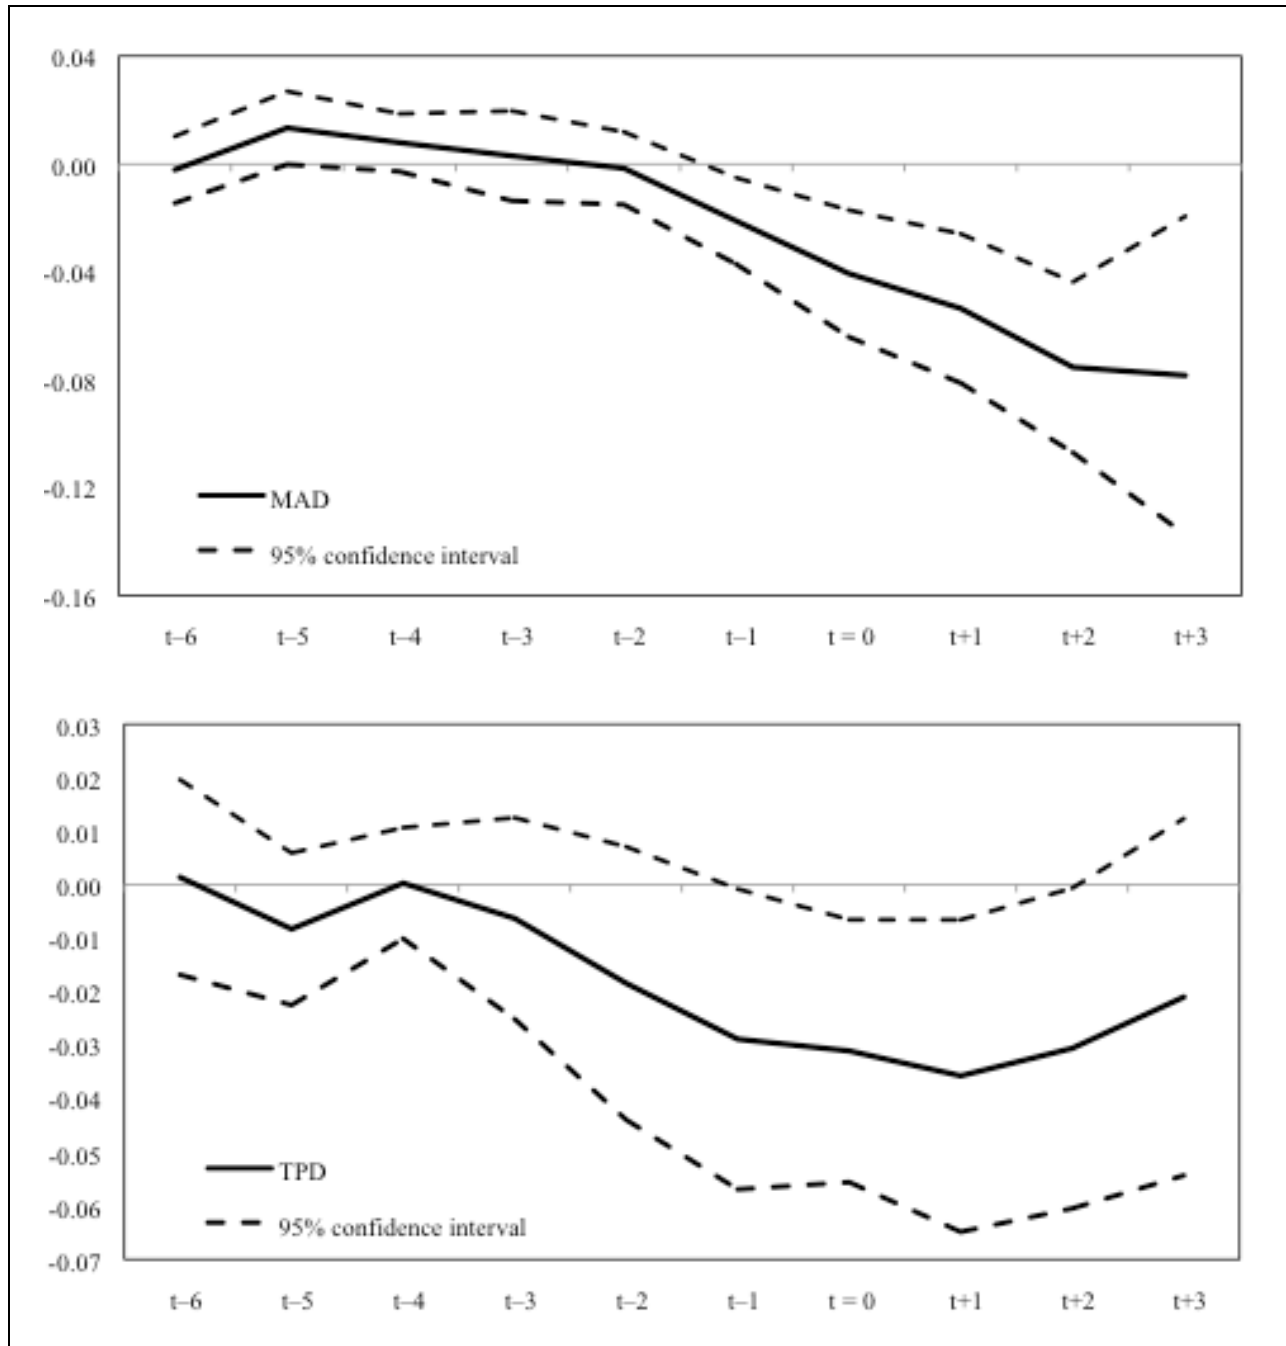 0.04
0.00
-0.04
-0.08
-0.12
-0.16
MAD
95% confidence interval
t–6 t–5 t–4 t–3 t–2 t–1 t = 0 t+1 t+2 t+3
0.03
0.02
0.01
0.00
-0.01
-0.02
-0.03
-0.04
-0.05
-0.06
-0.07
TPD
95% confidence interval
t–6 t–5 t–4 t–3 t–2 t–1 t = 0 t+1 t+2 t+3